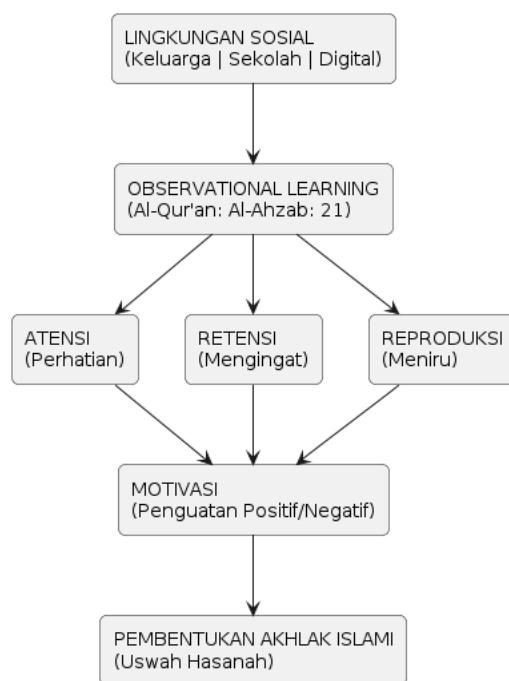 LINGKUNGAN SOSIAL
(Keluarga | Sekolah | Digital)
OBSERVATIONAL LEARNING
(Al-Qur'an: Al-Ahzab: 21)
ATENSI
(Perhatian)
RETENSI
(Mengingat)
REPRODUKSI
(Meniru)
MOTIVASI
(Penguatan Positif/Negatif)
PEMBENTUKAN AKHLAK ISLAMI
(Uswah Hasanah)